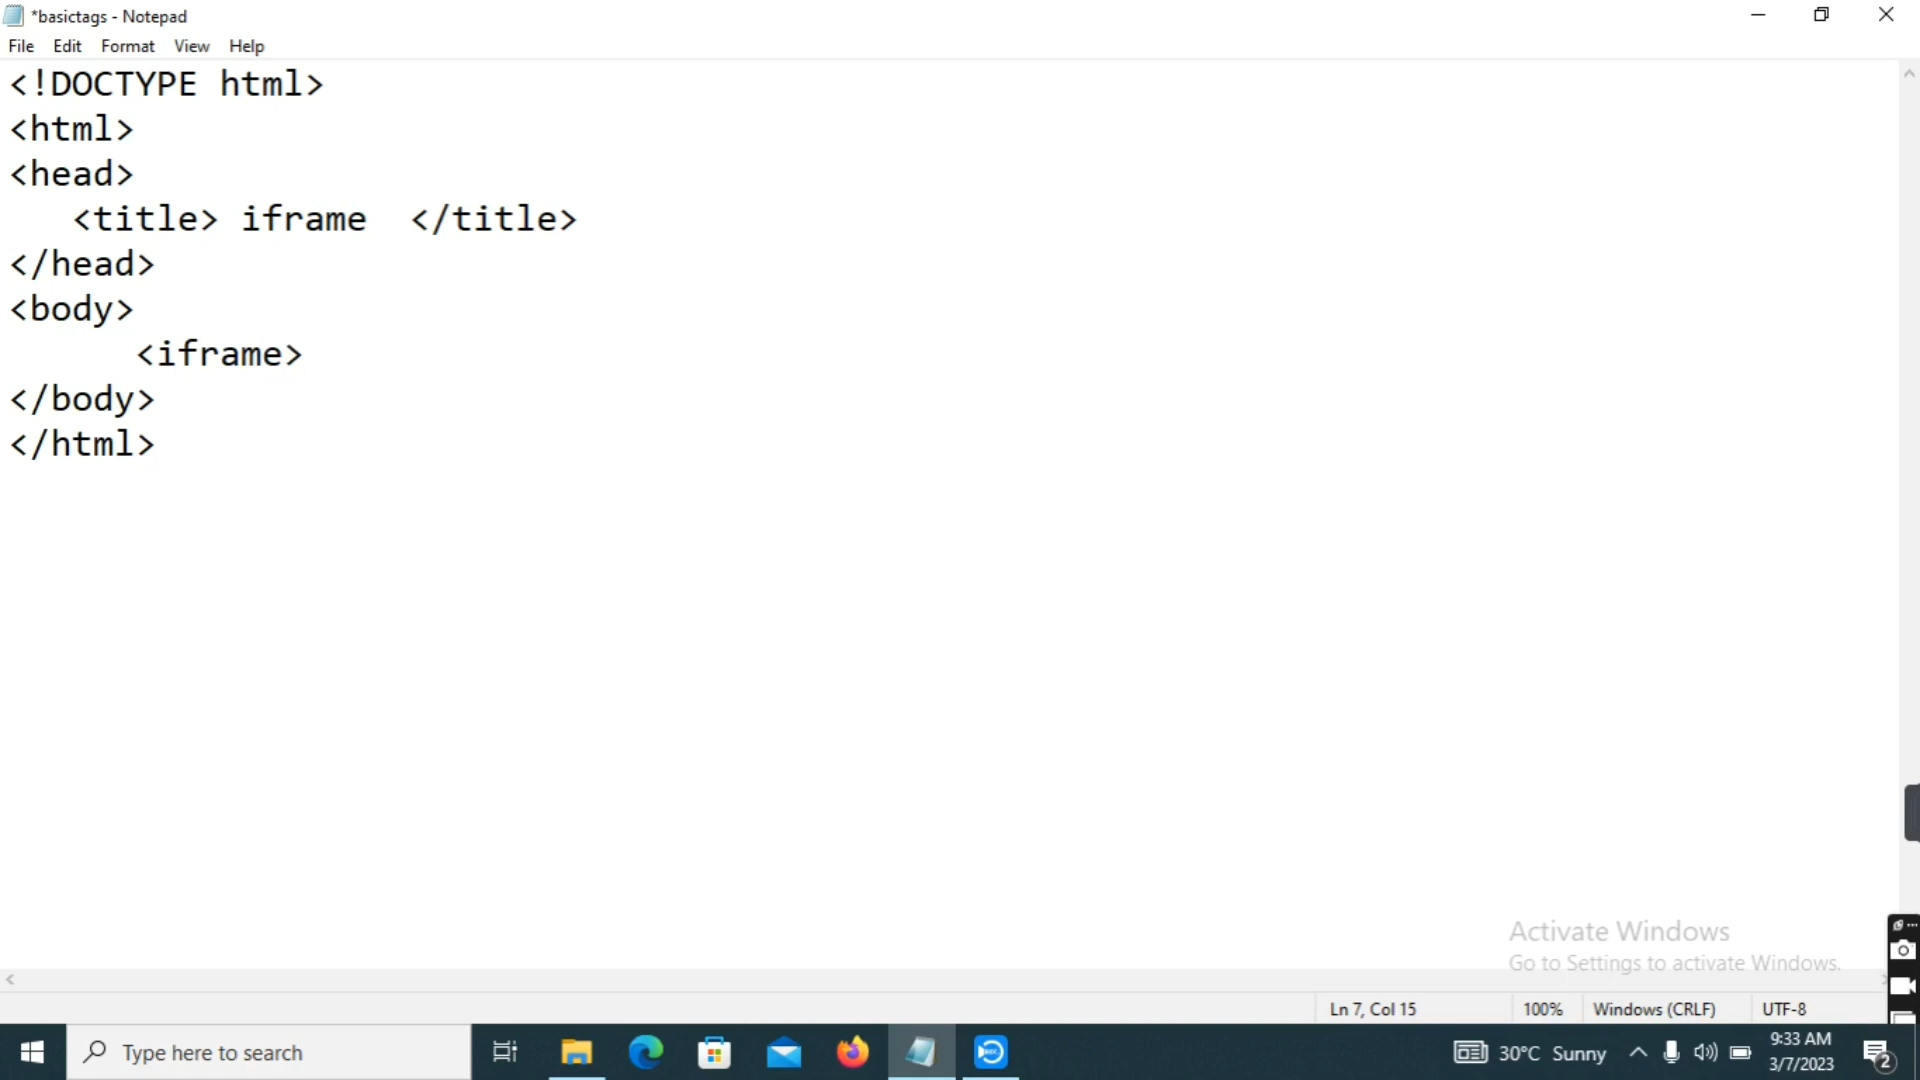 *basictags - Notepad
File Edit Format View Help
<!DOCTYPE html>
<html>
<head>
   <title> iframe  </title>
</head>
<body>
      <iframe>
</body>
</html>
Activate Windows
Go to Settings to activate Windows.
Ln 7, Col 15 100% Windows (CRLF) UTF-8
Type here to search
REC
30°C Sunny
9:33 AM
3/7/2023
2